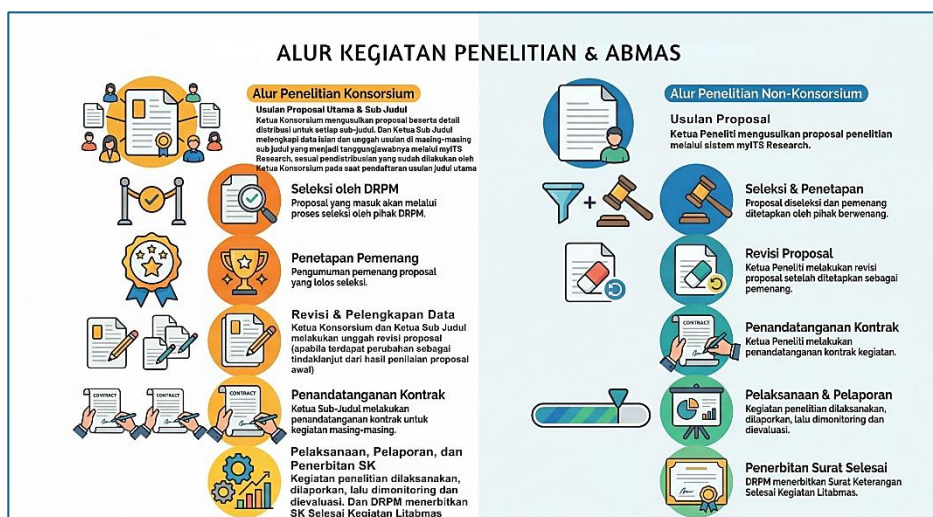 ALUR KEGIATAN PENELITIAN & ABMAS
Alur Penelitian Konsorsium
Usulan Proposal Utama & Sub Judul
Ketua Konsorsium mengusulkan proposal beserta detail
distribusi untuk setiap sub-judul. Dan Ketua Sub Judul
melengkapi data isian dan unggah usulan di masing-masing
sub judul yang menjadi tanggungjawabnya melalui myITS
Research, sesuai pendistribusian yang sudah dilakukan oleh
Ketua Konsorsium pada saat pendaftaran usulan judul utama
Seleksi oleh DRPM
Proposal yang masuk akan melalui
proses seleksi oleh pihak DRPM.
Penetapan Pemenang
Pengumuman pemenang proposal
yang lolos seleksi.
Revisi & Pelengkapan Data
Ketua Konsorsium dan Ketua Sub Judul
melakukan unggah revisi proposal
(apabila terdapat perubahan sebagai
tindaklanjut dari hasil penilaian proposal
awal)
CONTRACT
CONTRACT
CONTRACT
Penandatanganan Kontrak
Ketua Sub-Judul melakukan
penandatanganan kontrak untuk
kegiatan masing-masing.
Pelaksanaan, Pelaporan, dan
Penerbitan SK
Kegiatan penelitian dilaksanakan,
dilaporkan, lalu dimonitoring dan
dievaluasi. Dan DRPM menerbitkan
SK Selesai Kegiatan Litabmas
Alur Penelitian Non-Konsorsium
Usulan Proposal
Ketua Peneliti mengusulkan proposal penelitian
melalui sistem myITS Research.
Seleksi & Penetapan
Proposal diseleksi dan pemenang
ditetapkan oleh pihak berwenang.
Revisi Proposal
Ketua Peneliti melakukan revisi
proposal setelah ditetapkan sebagai
pemenang.
CONTRACT
Penandatanganan Kontrak
Ketua Peneliti melakukan
penandatanganan kontrak kegiatan.
Pelaksanaan & Pelaporan
Kegiatan penelitian dilaksanakan,
dilaporkan, lalu dimonitoring dan
dievaluasi.
Penerbitan Surat Selesai
DRPM menerbitkan Surat Keterangan
Selesai Kegiatan Litabmas.